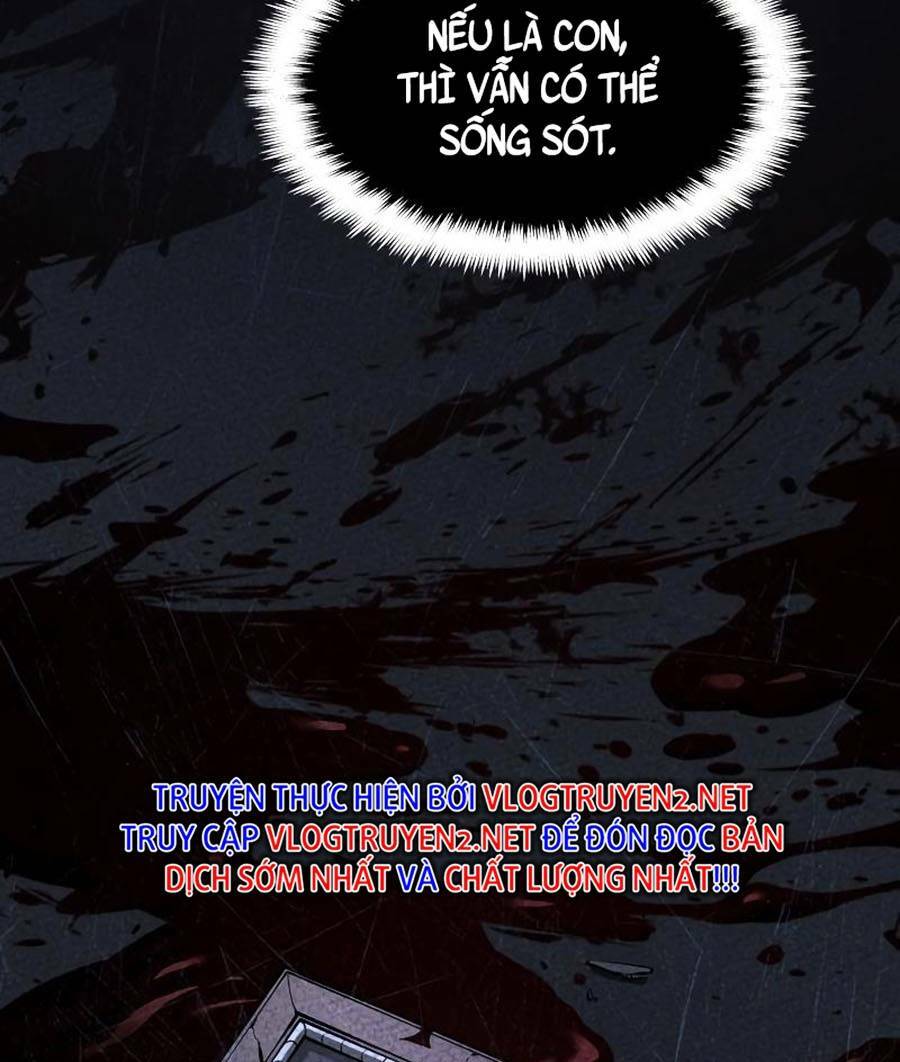 NẾU LÀ CON,
THÌ VẪN CÓ THỂ
SỐNG SÓT.
TRUYỆN THỰC HIỆN BỞI VLOGTRUYEN2.NET
TRUY CẬP VLOGTRUYEN2.NET ĐỂ ĐÓN ĐỌC BẢN
DỊCH SỚM NHẤT VÀ CHẤT LƯỢNG NHẤT!!!